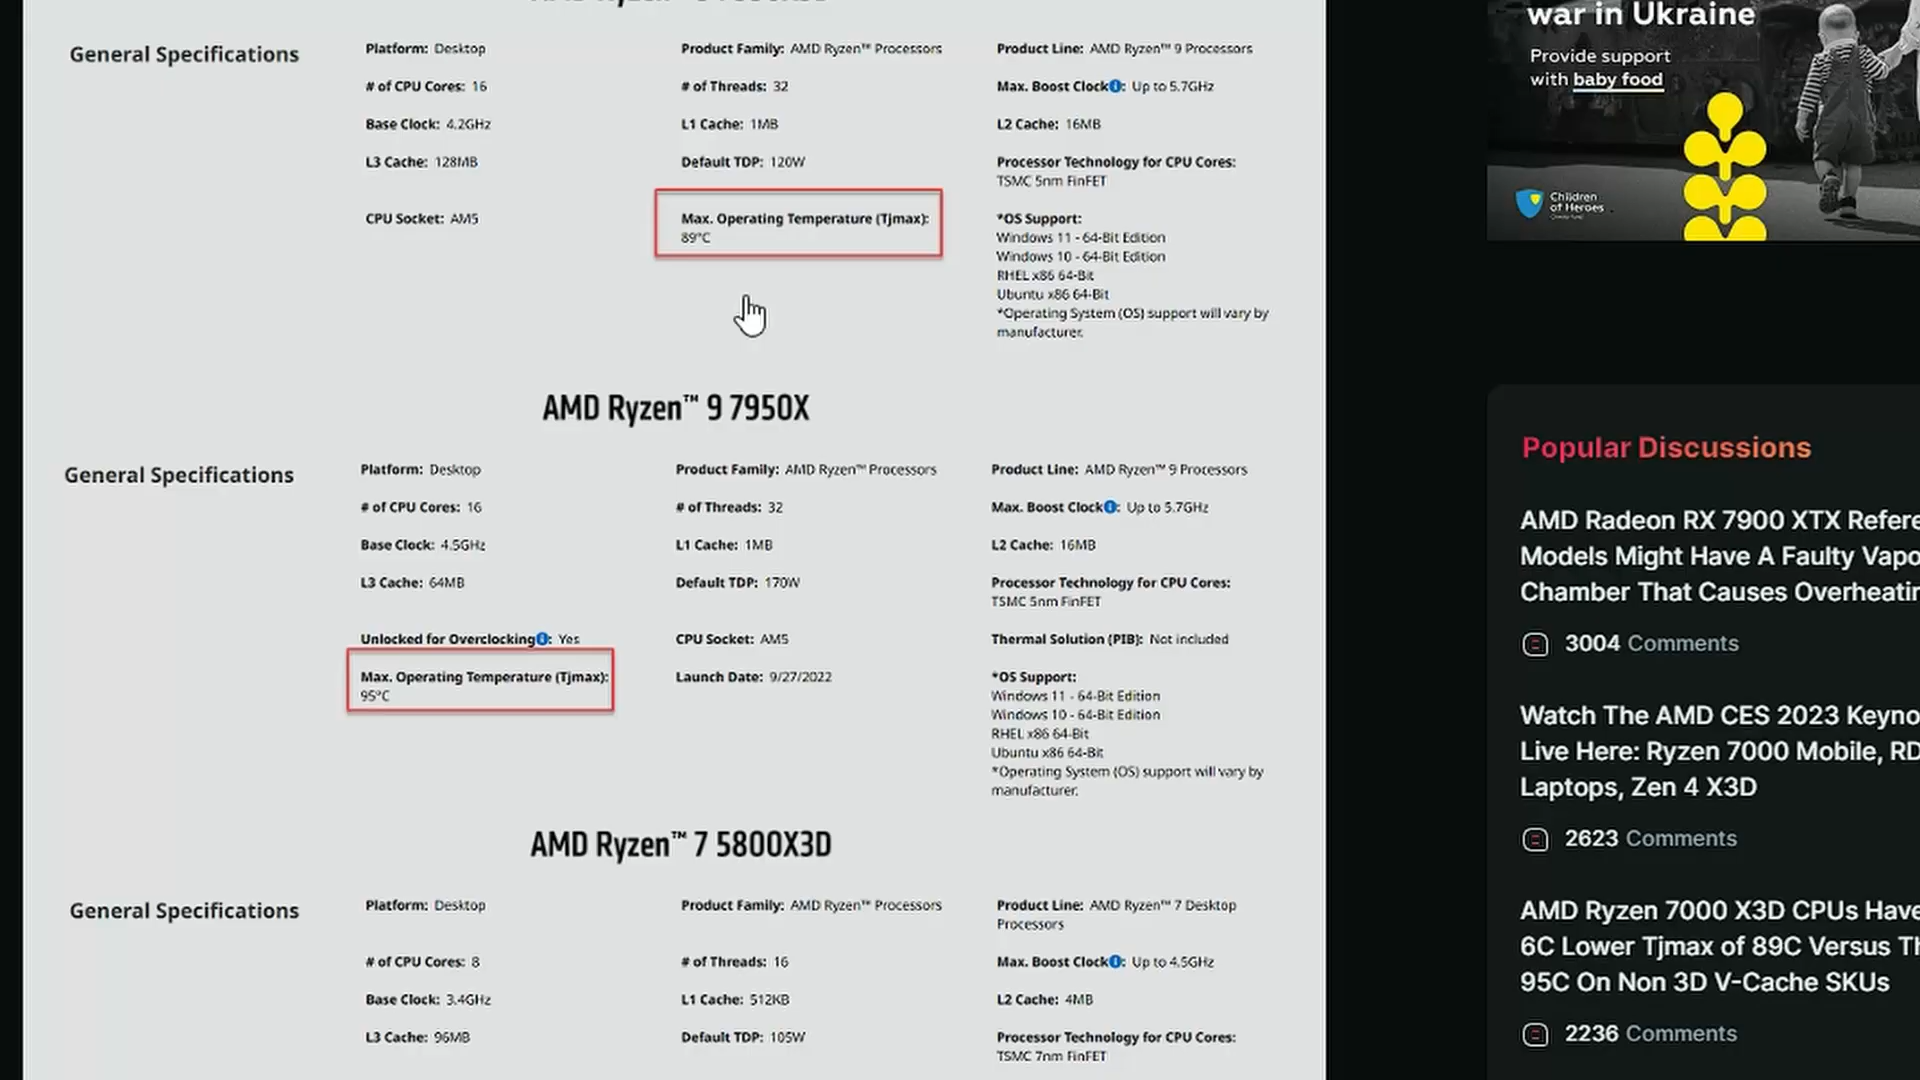 General Specifications
Platform: Desktop
Product Family: AMD Ryzen™ Processors
Product Line: AMD Ryzen™ 9 Processors
# of CPU Cores: 16
# of Threads: 32
Max. Boost Clock: Up to 5.7GHz
Base Clock: 4.2GHz
L1 Cache: 1MB
L2 Cache: 16MB
L3 Cache: 128MB
Default TDP: 120W
Processor Technology for CPU Cores:
TSMC 5nm FinFET
CPU Socket: AM5
Max. Operating Temperature (Tjmax):
89°C
*OS Support:
Windows 11 - 64-Bit Edition
Windows 10 - 64-Bit Edition
RHEL x86 64-Bit
Ubuntu x86 64-Bit
*Operating System (OS) support will vary by
manufacturer.
AMD Ryzen™ 9 7950X
General Specifications
Platform: Desktop
Product Family: AMD Ryzen™ Processors
Product Line: AMD Ryzen™ 9 Processors
# of CPU Cores: 16
# of Threads: 32
Max. Boost Clock: Up to 5.7GHz
Base Clock: 4.5GHz
L1 Cache: 1MB
L2 Cache: 16MB
L3 Cache: 64MB
Default TDP: 170W
Processor Technology for CPU Cores:
TSMC 5nm FinFET
Unlocked for Overclocking: Yes
CPU Socket: AM5
Thermal Solution (PIB): Not included
Max. Operating Temperature (Tjmax):
95°C
Launch Date: 9/27/2022
*OS Support:
Windows 11 - 64-Bit Edition
Windows 10 - 64-Bit Edition
RHEL x86 64-Bit
Ubuntu x86 64-Bit
*Operating System (OS) support will vary by
manufacturer.
AMD Ryzen™ 7 5800X3D
General Specifications
Platform: Desktop
Product Family: AMD Ryzen™ Processors
Product Line: AMD Ryzen™ 7 Desktop
Processors
# of CPU Cores: 8
# of Threads: 16
Max. Boost Clock: Up to 4.5GHz
Base Clock: 3.4GHz
L1 Cache: 512KB
L2 Cache: 4MB
L3 Cache: 96MB
Default TDP: 105W
Processor Technology for CPU Cores:
TSMC 7nm FinFET
war in Ukraine
Provide support
with baby food
Children
of Heroes
Popular Discussions
AMD Radeon RX 7900 XTX Refere
Models Might Have A Faulty Vapo
Chamber That Causes Overheatin
3004 Comments
Watch The AMD CES 2023 Keyno
Live Here: Ryzen 7000 Mobile, RD
Laptops, Zen 4 X3D
2623 Comments
AMD Ryzen 7000 X3D CPUs Have
6C Lower Tjmax of 89C Versus Th
95C On Non 3D V-Cache SKUs
2236 Comments